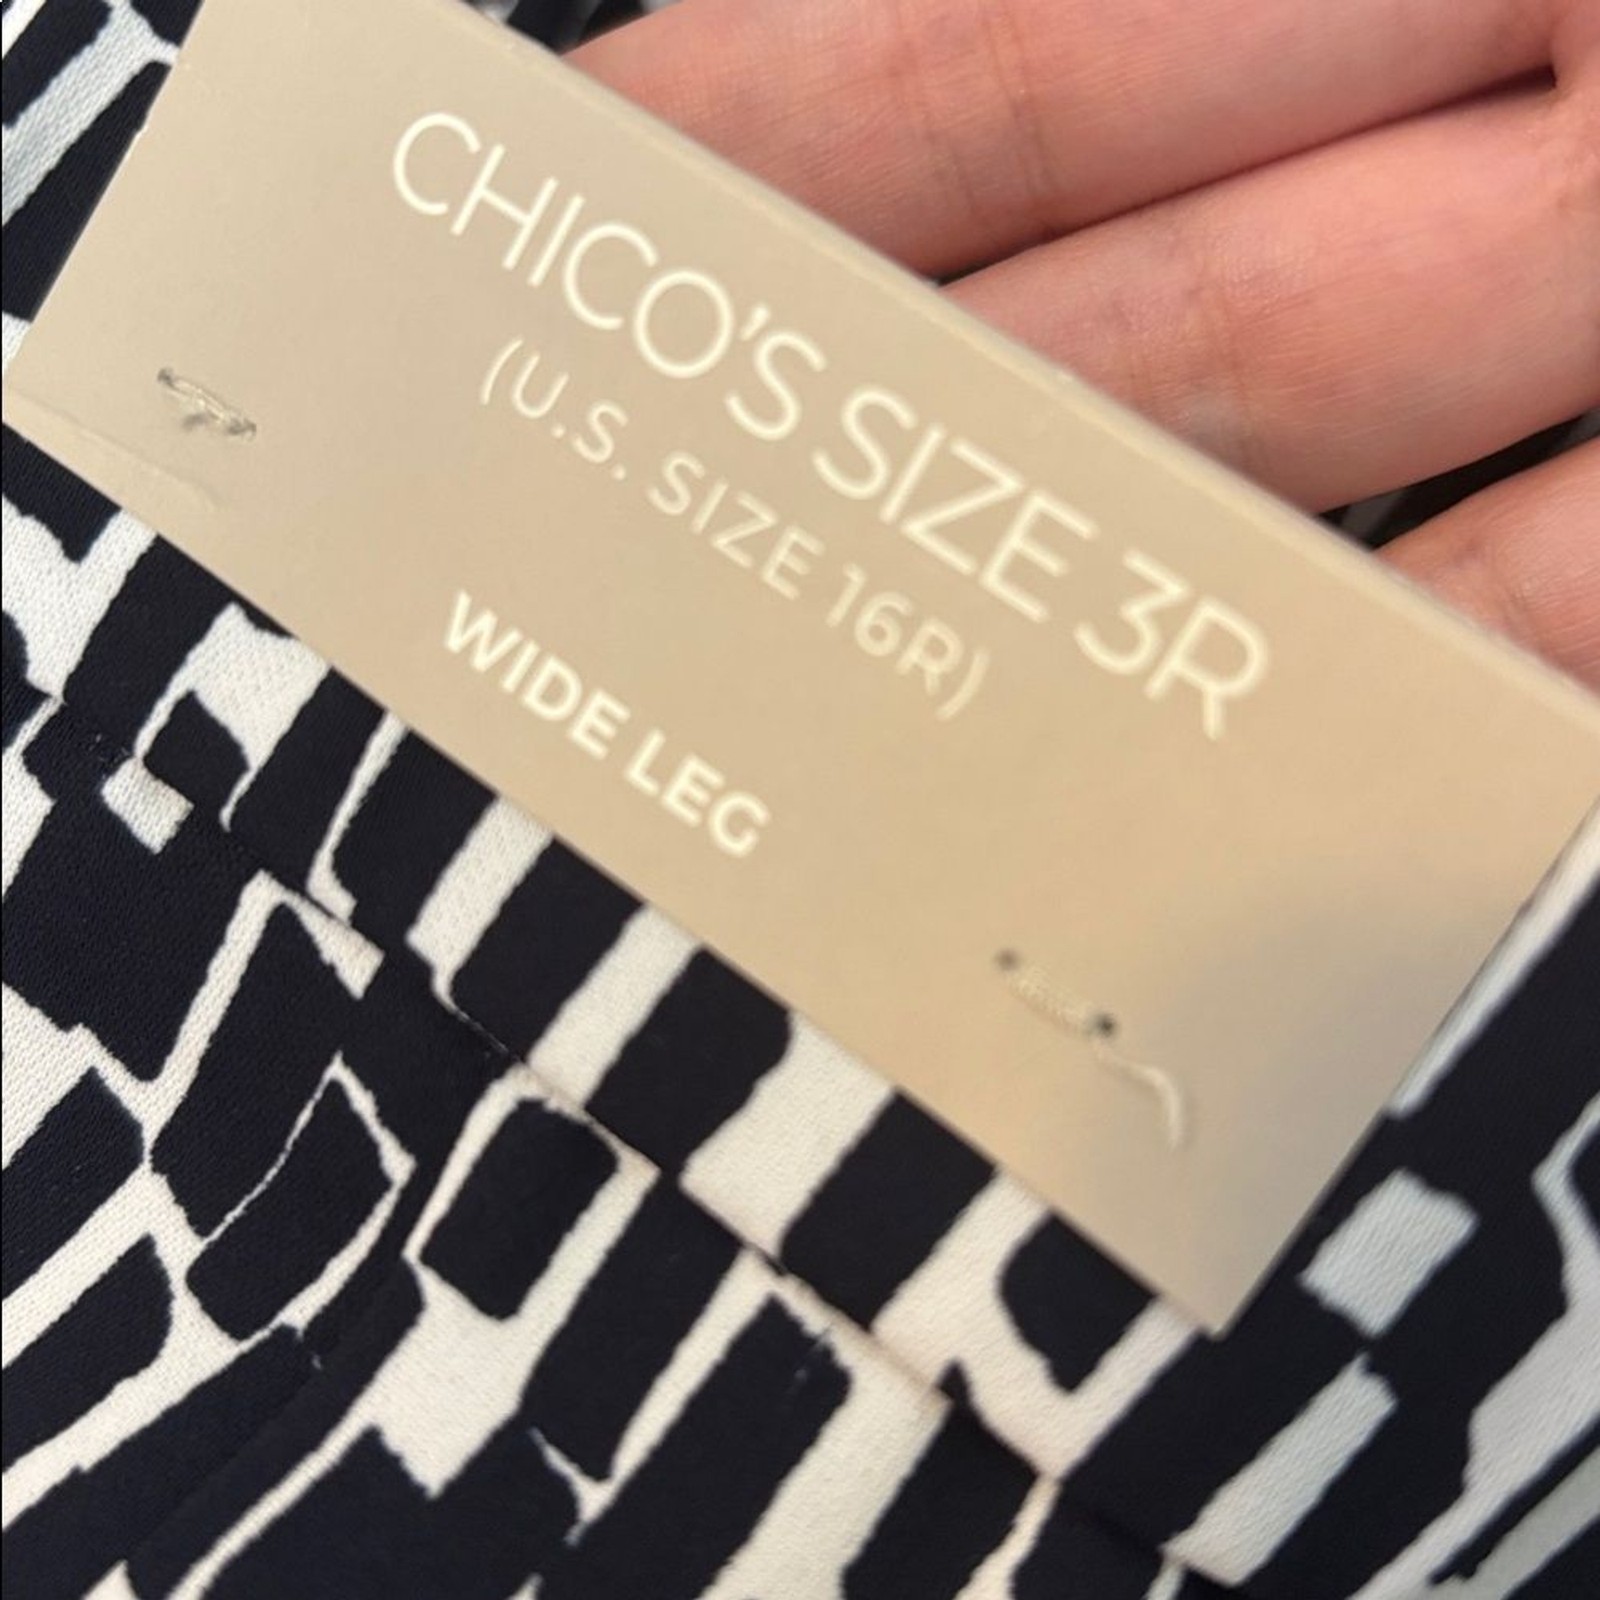 CHICO'S SIZE 3R
(U.S. SIZE 16R)
WIDE LEG